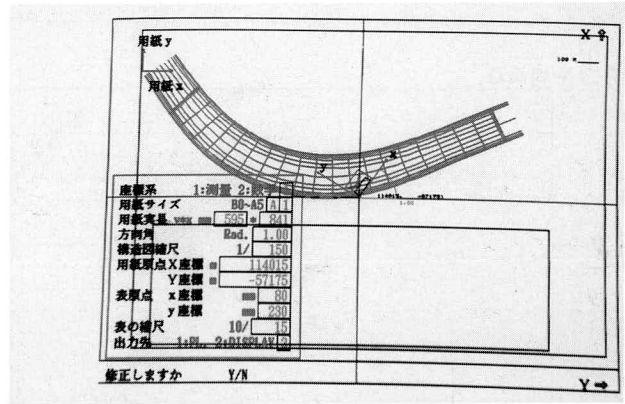 用紙 y
X ⇧
100 m
用紙 x
y
x
座標系 1:測量 2:数学
用紙サイズ B0~A5 A 1
用紙実長 y*x mm 595 * 841
方向角 Rad. 1.00
構造図縮尺 1/ 150
用紙原点X座標 m 114015
Y座標 m -57175
表原点 x座標 mm 80
y座標 mm 230
表の縮尺 10/ 15
出力先 1:PL, 2:DISPLAY 2
修正しますか Y/N
Y ⇒